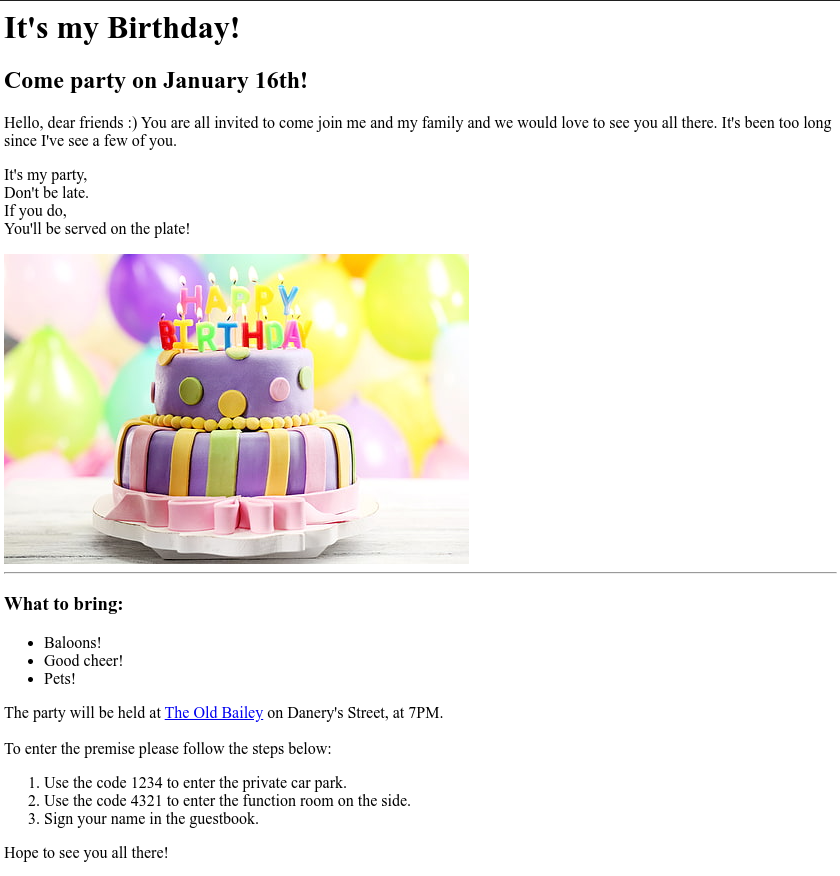 It's my Birthday!
Come party on January 16th!
Hello, dear friends :) You are all invited to come join me and my family and we would love to see you all there. It's been too long
since I've see a few of you.
It's my party,
Don't be late.
If you do,
You'll be served on the plate!
HAPPY
BIRTHDAY
What to bring:
• Baloons!
• Good cheer!
• Pets!
The party will be held at The Old Bailey on Danery's Street, at 7PM.
To enter the premise please follow the steps below:
1. Use the code 1234 to enter the private car park.
2. Use the code 4321 to enter the function room on the side.
3. Sign your name in the guestbook.
Hope to see you all there!